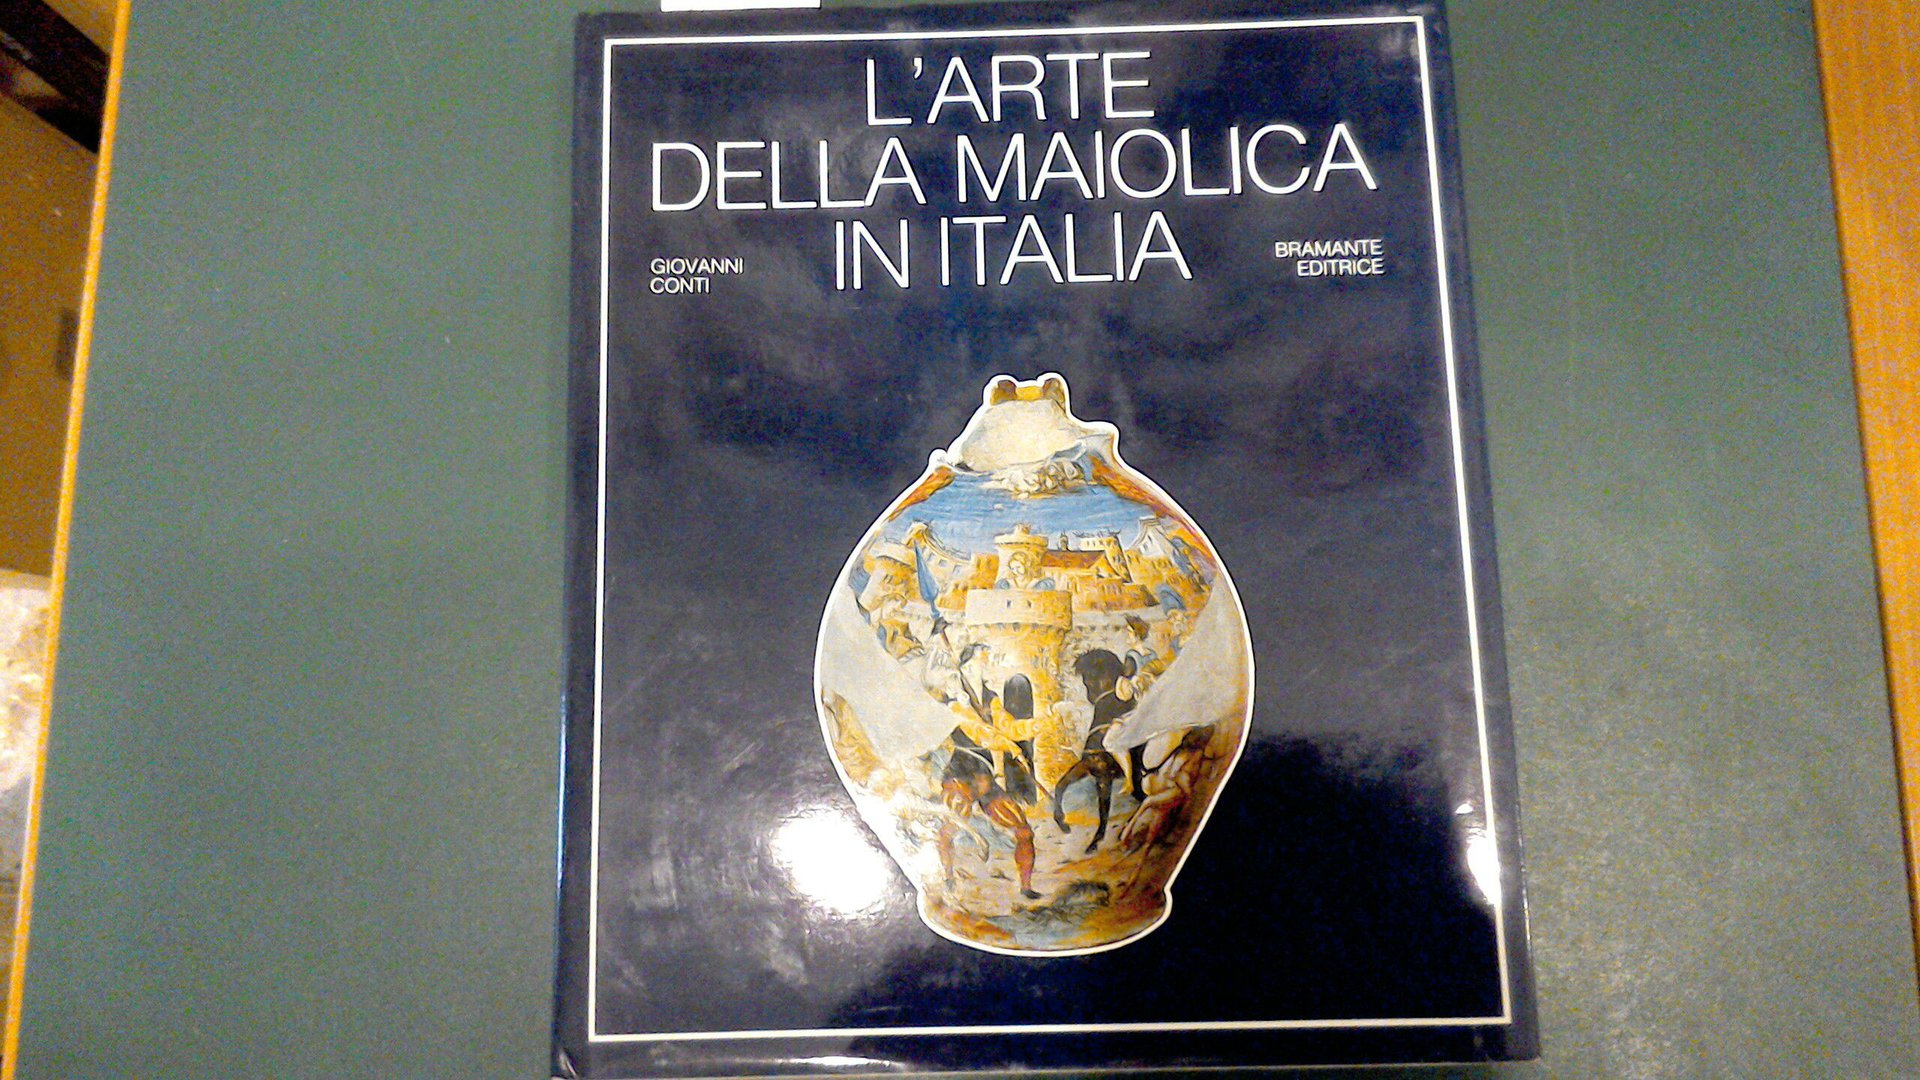 L'ARTE
DELLA MAIOLICA
IN ITALIA
GIOVANNI
CONTI
BRAMANTE
EDITRICE